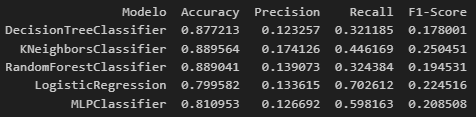 Modelo Accuracy Precision Recall F1-Score
DecisionTreeClassifier 0.877213 0.123257 0.321185 0.178001
KNeighborsClassifier 0.889564 0.174126 0.446169 0.250451
RandomForestClassifier 0.889041 0.139073 0.324384 0.194531
LogisticRegression 0.799582 0.133615 0.702612 0.224516
MLPClassifier 0.810953 0.126692 0.598163 0.208508